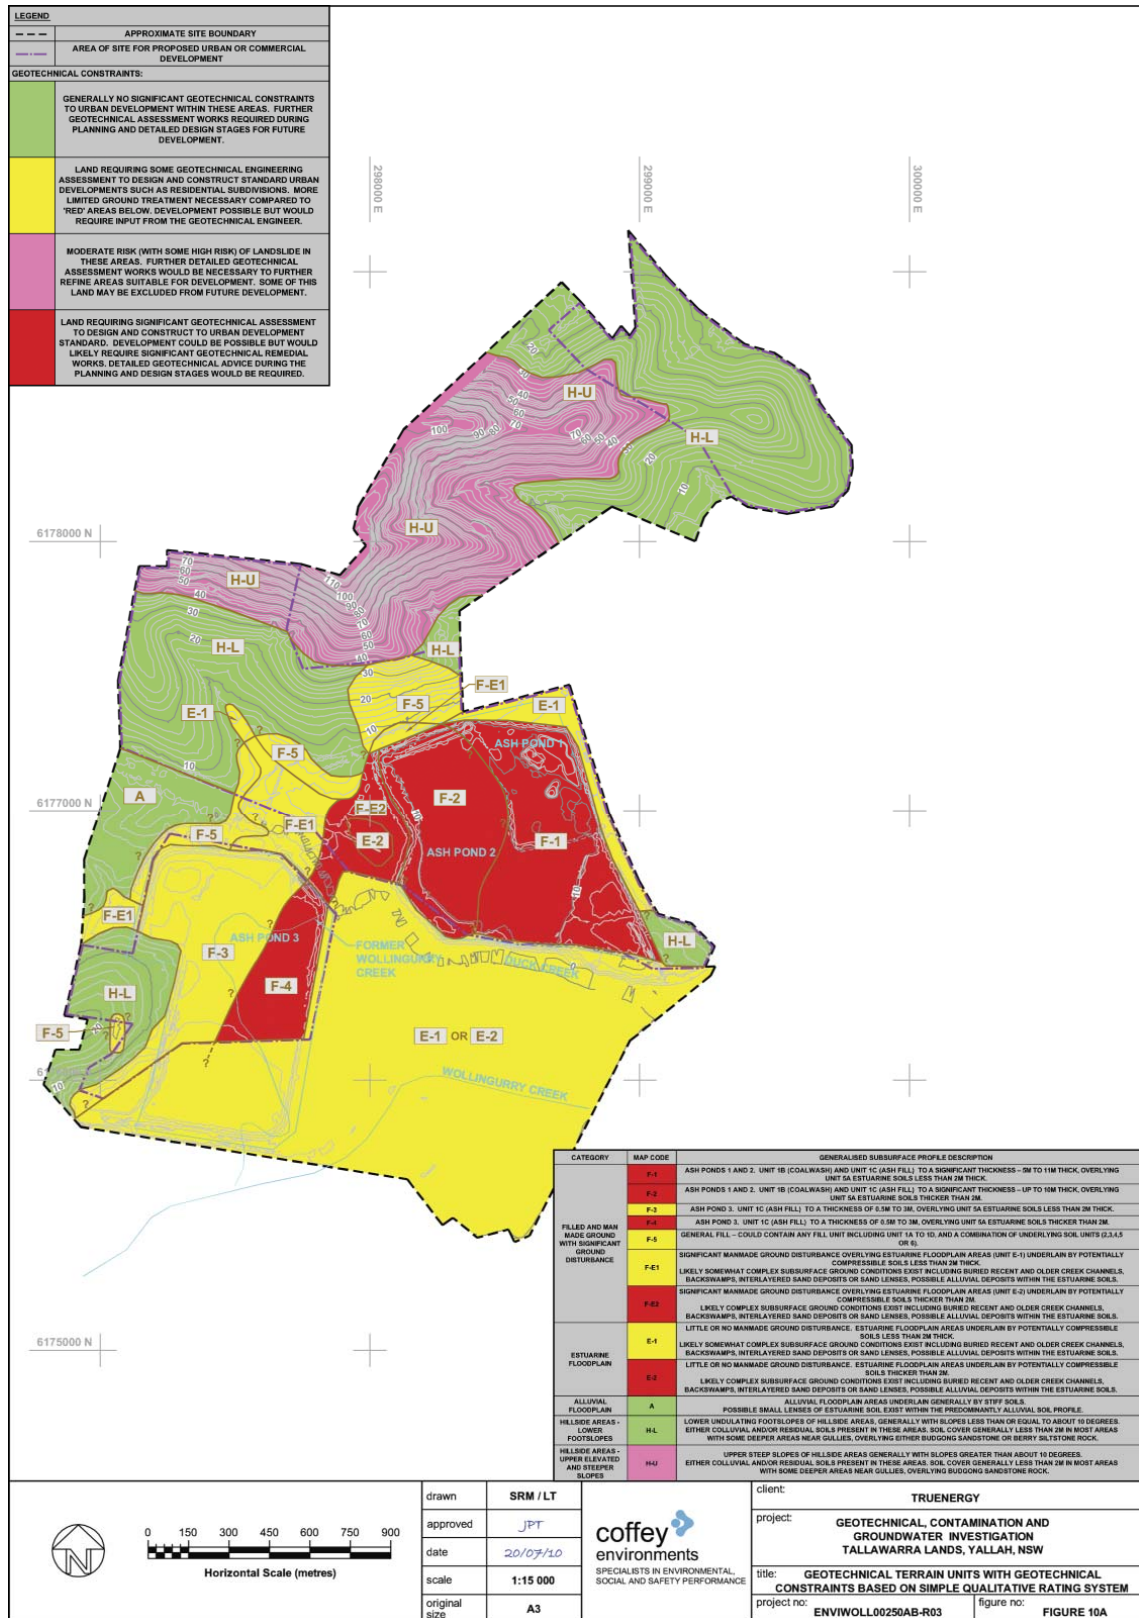 LEGEND
APPROXIMATE SITE BOUNDARY
AREA OF SITE FOR PROPOSED URBAN OR COMMERCIAL
DEVELOPMENT
GEOTECHNICAL CONSTRAINTS:
GENERALLY NO SIGNIFICANT GEOTECHNICAL CONSTRAINTS
TO URBAN DEVELOPMENT WITHIN THESE AREAS. FURTHER
GEOTECHNICAL ASSESSMENT WORKS REQUIRED DURING
PLANNING AND DETAILED DESIGN STAGES FOR FUTURE
DEVELOPMENT.
LAND REQUIRING SOME GEOTECHNICAL ENGINEERING
ASSESSMENT TO DESIGN AND CONSTRUCT STANDARD URBAN
DEVELOPMENTS SUCH AS RESIDENTIAL SUBDIVISIONS. MORE
LIMITED GROUND TREATMENT NECESSARY COMPARED TO
'RED' AREAS BELOW. DEVELOPMENT POSSIBLE BUT WOULD
REQUIRE INPUT FROM THE GEOTECHNICAL ENGINEER.
MODERATE RISK (WITH SOME HIGH RISK) OF LANDSLIDE IN
THESE AREAS. FURTHER DETAILED GEOTECHNICAL
ASSESSMENT WORKS WOULD BE NECESSARY TO FURTHER
REFINE AREAS SUITABLE FOR DEVELOPMENT. SOME OF THIS
LAND MAY BE EXCLUDED FROM FUTURE DEVELOPMENT.
LAND REQUIRING SIGNIFICANT GEOTECHNICAL ASSESSMENT
TO DESIGN AND CONSTRUCT TO URBAN DEVELOPMENT
STANDARD. DEVELOPMENT COULD BE POSSIBLE BUT WOULD
LIKELY REQUIRE SIGNIFICANT GEOTECHNICAL REMEDIAL
WORKS. DETAILED GEOTECHNICAL ADVICE DURING THE
PLANNING AND DESIGN STAGES WOULD BE REQUIRED.
298000 E
299000 E
300000 E
H-U
H-L
H-U
6178000 N
H-U
H-L
H-L
F-E1
E-1
F-5
E-1
ASH POND 1
F-5
A
F-2
6177000 N
F-E2
F-E1
F-5
E-2
F-1
ASH POND 2
F-E1
ASH POND 3
F-3
FORMER
WOLLINGURRY
CREEK
H-L
DUCK CREEK
H-L
F-4
F-5
E-1 OR E-2
WOLLINGURRY CREEK
6175000 N
CATEGORY MAP CODE GENERALISED SUBSURFACE PROFILE DESCRIPTION
FILLED AND MAN
MADE GROUND
WITH SIGNIFICANT
GROUND
DISTURBANCE
F-1 ASH PONDS 1 AND 2. UNIT 1B (COALWASH) AND UNIT 1C (ASH FILL) TO A SIGNIFICANT THICKNESS – 5M TO 11M THICK, OVERLYING
UNIT 5A ESTUARINE SOILS LESS THAN 2M THICK.
F-2 ASH PONDS 1 AND 2. UNIT 1B (COALWASH) AND UNIT 1C (ASH FILL) TO A SIGNIFICANT THICKNESS – UP TO 10M THICK, OVERLYING
UNIT 5A ESTUARINE SOILS THICKER THAN 2M.
F-3 ASH POND 3. UNIT 1C (ASH FILL) TO A THICKNESS OF 0.5M TO 3M, OVERLYING UNIT 5A ESTUARINE SOILS LESS THAN 2M THICK.
F-4 ASH POND 3. UNIT 1C (ASH FILL) TO A THICKNESS OF 0.5M TO 3M, OVERLYING UNIT 5A ESTUARINE SOILS THICKER THAN 2M.
F-5 GENERAL FILL – COULD CONTAIN ANY FILL UNIT INCLUDING UNIT 1A TO 1D, AND A COMBINATION OF UNDERLYING SOIL UNITS (2,3,4,5
OR 6).
F-E1 SIGNIFICANT MANMADE GROUND DISTURBANCE OVERLYING ESTUARINE FLOODPLAIN AREAS (UNIT E-1) UNDERLAIN BY POTENTIALLY
COMPRESSIBLE SOILS LESS THAN 2M THICK.
LIKELY SOMEWHAT COMPLEX SUBSURFACE GROUND CONDITIONS EXIST INCLUDING BURIED RECENT AND OLDER CREEK CHANNELS,
BACKSWAMPS, INTERLAYERED SAND DEPOSITS OR SAND LENSES, POSSIBLE ALLUVIAL DEPOSITS WITHIN THE ESTUARINE SOILS.
F-E2 SIGNIFICANT MANMADE GROUND DISTURBANCE OVERLYING ESTUARINE FLOODPLAIN AREAS (UNIT E-2) UNDERLAIN BY POTENTIALLY
COMPRESSIBLE SOILS THICKER THAN 2M.
LIKELY COMPLEX SUBSURFACE GROUND CONDITIONS EXIST INCLUDING BURIED RECENT AND OLDER CREEK CHANNELS,
BACKSWAMPS, INTERLAYERED SAND DEPOSITS OR SAND LENSES, POSSIBLE ALLUVIAL DEPOSITS WITHIN THE ESTUARINE SOILS.
ESTUARINE
FLOODPLAIN
E-1 LITTLE OR NO MANMADE GROUND DISTURBANCE. ESTUARINE FLOODPLAIN AREAS UNDERLAIN BY POTENTIALLY COMPRESSIBLE
SOILS LESS THAN 2M THICK.
LIKELY SOMEWHAT COMPLEX SUBSURFACE GROUND CONDITIONS EXIST INCLUDING BURIED RECENT AND OLDER CREEK CHANNELS,
BACKSWAMPS, INTERLAYERED SAND DEPOSITS OR SAND LENSES, POSSIBLE ALLUVIAL DEPOSITS WITHIN THE ESTUARINE SOILS.
E-2 LITTLE OR NO MANMADE GROUND DISTURBANCE. ESTUARINE FLOODPLAIN AREAS UNDERLAIN BY POTENTIALLY COMPRESSIBLE
SOILS THICKER THAN 2M.
LIKELY COMPLEX SUBSURFACE GROUND CONDITIONS EXIST INCLUDING BURIED RECENT AND OLDER CREEK CHANNELS,
BACKSWAMPS, INTERLAYERED SAND DEPOSITS OR SAND LENSES, POSSIBLE ALLUVIAL DEPOSITS WITHIN THE ESTUARINE SOILS.
ALLUVIAL
FLOODPLAIN
A ALLUVIAL FLOODPLAIN AREAS UNDERLAIN GENERALLY BY STIFF SOILS.
POSSIBLE SMALL LENSES OF ESTUARINE SOIL EXIST WITHIN THE PREDOMINANTLY ALLUVIAL SOIL PROFILE.
HILLSIDE AREAS -
LOWER
FOOTSLOPES
H-L LOWER UNDULATING FOOTSLOPES OF HILLSIDE AREAS, GENERALLY WITH SLOPES LESS THAN OR EQUAL TO ABOUT 10 DEGREES.
EITHER COLLUVIAL AND/OR RESIDUAL SOILS PRESENT IN THESE AREAS. SOIL COVER GENERALLY LESS THAN 2M IN MOST AREAS
WITH SOME DEEPER AREAS NEAR GULLIES, OVERLYING EITHER BUDGONG SANDSTONE OR BERRY SILTSTONE ROCK.
HILLSIDE AREAS -
UPPER ELEVATED
AND STEEPER
SLOPES
H-U UPPER STEEP SLOPES OF HILLSIDE AREAS GENERALLY WITH SLOPES GREATER THAN ABOUT 10 DEGREES.
EITHER COLLUVIAL AND/OR RESIDUAL SOILS PRESENT IN THESE AREAS. SOIL COVER GENERALLY LESS THAN 2M IN MOST AREAS
WITH SOME DEEPER AREAS NEAR GULLIES, OVERLYING BUDGONG SANDSTONE ROCK.
N
0 150 300 450 600 750 900
Horizontal Scale (metres)
drawn SRM / LT
approved JPT
date 20/07/10
scale 1:15 000
original
size A3
coffey
environments
SPECIALISTS IN ENVIRONMENTAL,
SOCIAL AND SAFETY PERFORMANCE
client: TRUENERGY
project: GEOTECHNICAL, CONTAMINATION AND
GROUNDWATER INVESTIGATION
TALLAWARRA LANDS, YALLAH, NSW
title: GEOTECHNICAL TERRAIN UNITS WITH GEOTECHNICAL
CONSTRAINTS BASED ON SIMPLE QUALITATIVE RATING SYSTEM
project no: ENVIWOLL00250AB-R03
figure no: FIGURE 10A